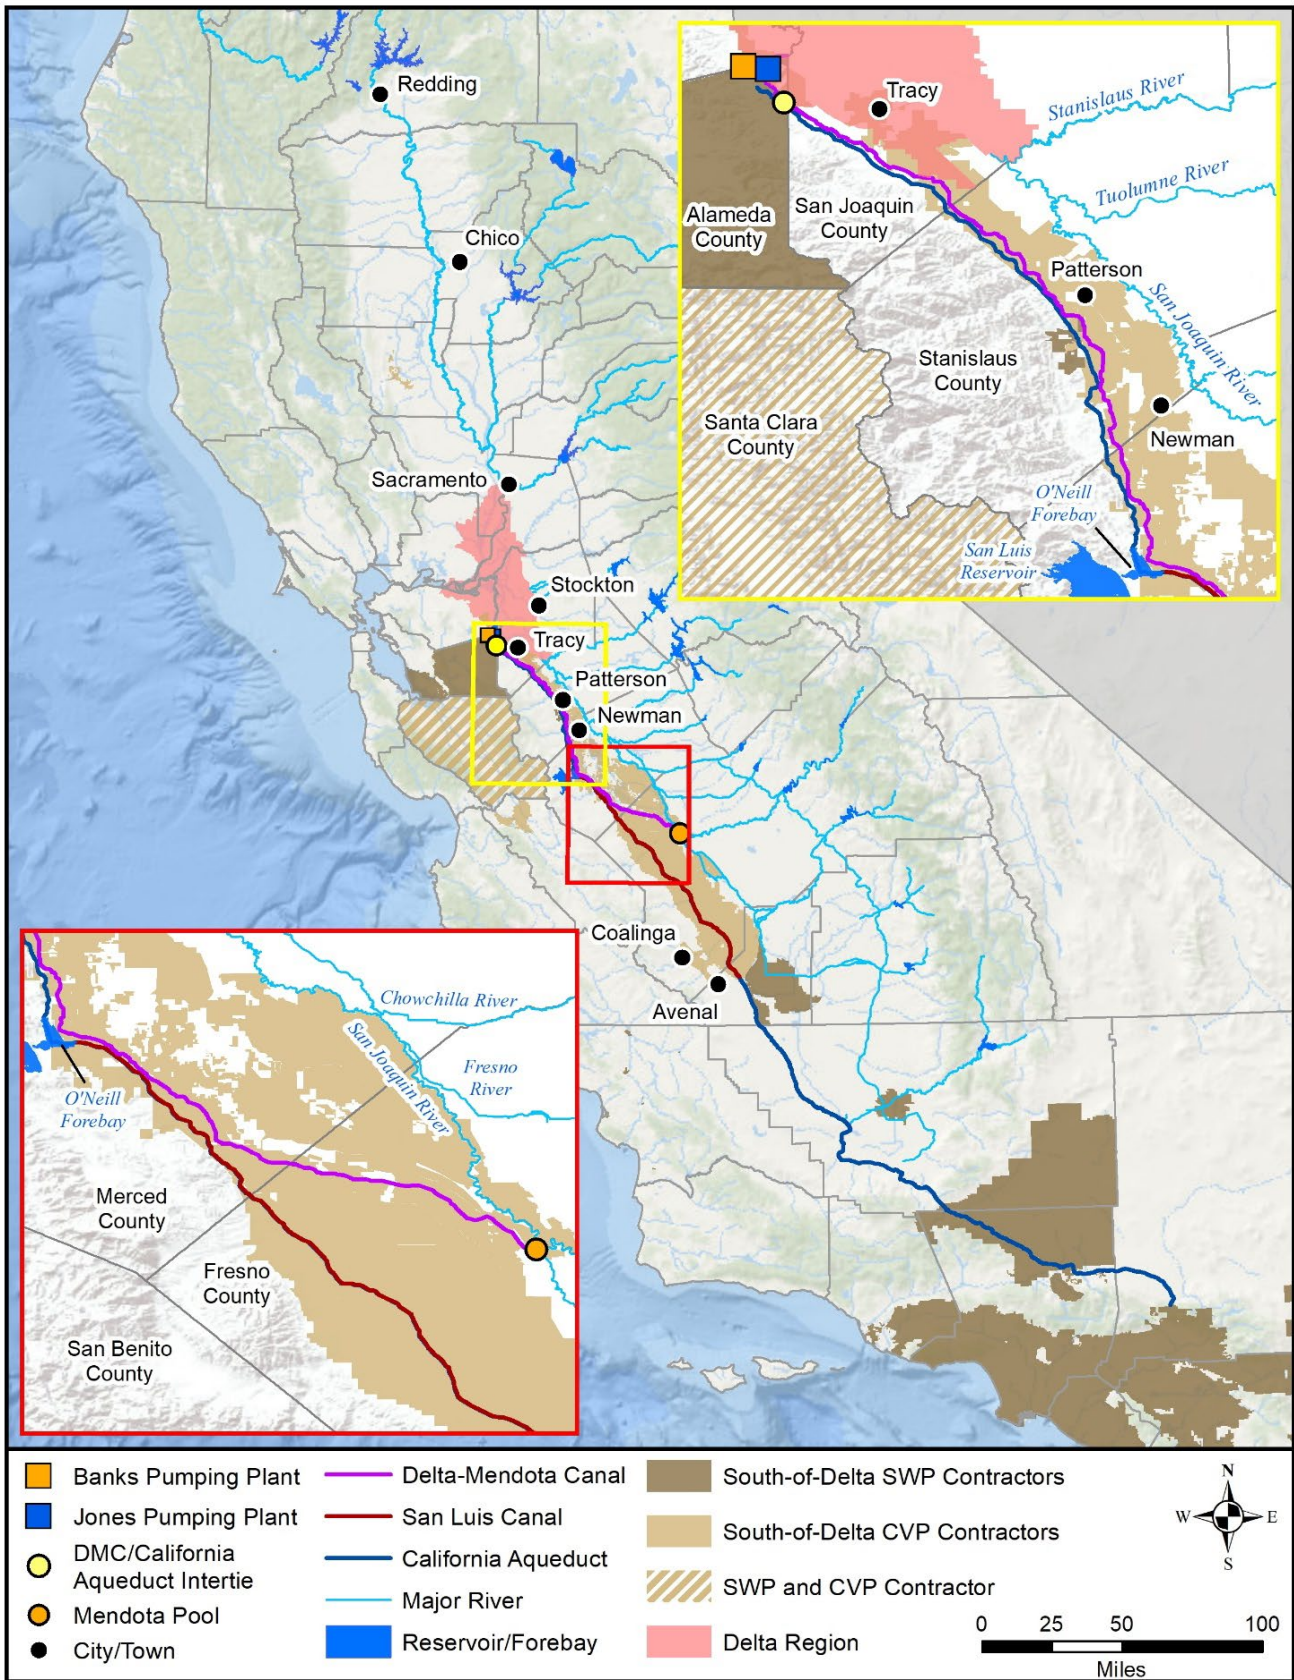 Redding
Chico
Sacramento
Stockton
Tracy
Patterson
Newman
Coalinga
Avenal
Tracy
Stanislaus River
Tuolumne River
Alameda
County
San Joaquin
County
Patterson
San Joaquin River
Stanislaus
County
Santa Clara
County
Newman
O'Neill
Forebay
San Luis
Reservoir
Chowchilla River
San Joaquin River
Fresno
River
O'Neill
Forebay
Merced
County
Fresno
County
San Benito
County
Banks Pumping Plant
Jones Pumping Plant
DMC/California
Aqueduct Intertie
Mendota Pool
City/Town
Delta-Mendota Canal
San Luis Canal
California Aqueduct
Major River
Reservoir/Forebay
South-of-Delta SWP Contractors
South-of-Delta CVP Contractors
SWP and CVP Contractor
Delta Region
N
W E
S
0 25 50 100
Miles